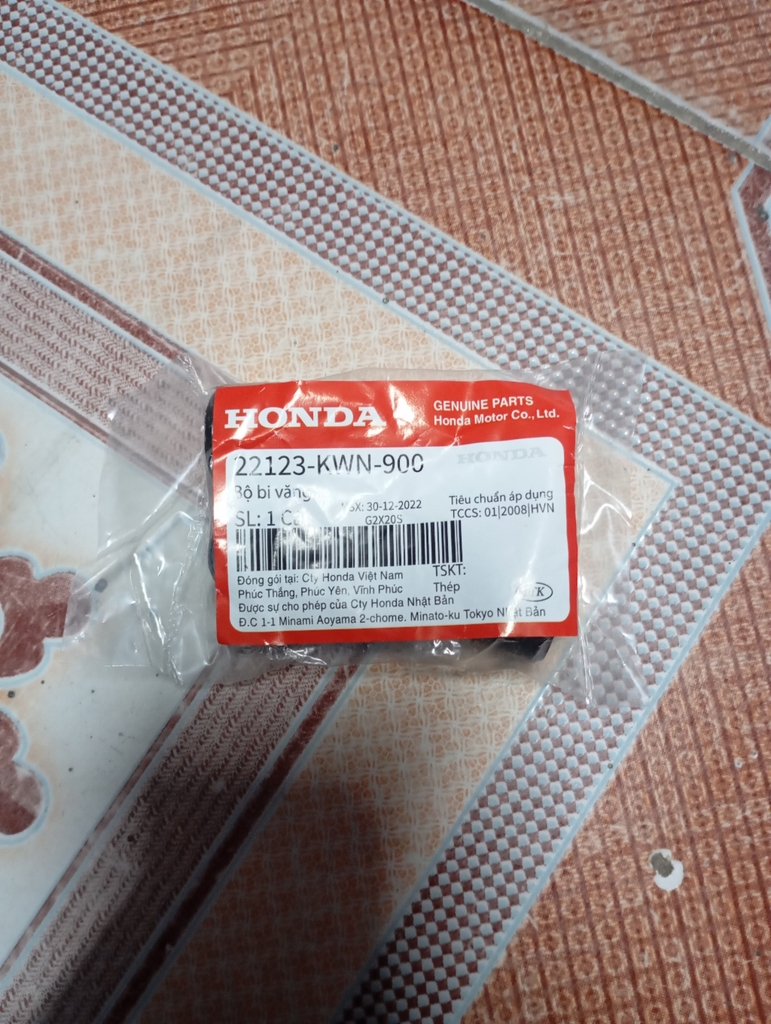 HONDA
GENUINE PARTS
Honda Motor Co., Ltd.
22123-KWN-900
HONDA
Bộ bi văng
SX: 30-12-2022
Tiêu chuẩn áp dụng
SL: 1
G2X20S
TCCS: 01|2008|HVN
Đóng gói tại: Cty Honda Việt Nam
TSKT:
Phúc Thắng, Phúc Yên, Vĩnh Phúc
Thép
Được sự cho phép của Cty Honda Nhật Bản
Đ.C 1-1 Minami Aoyama 2-chome. Minato-ku Tokyo Nhật Bản